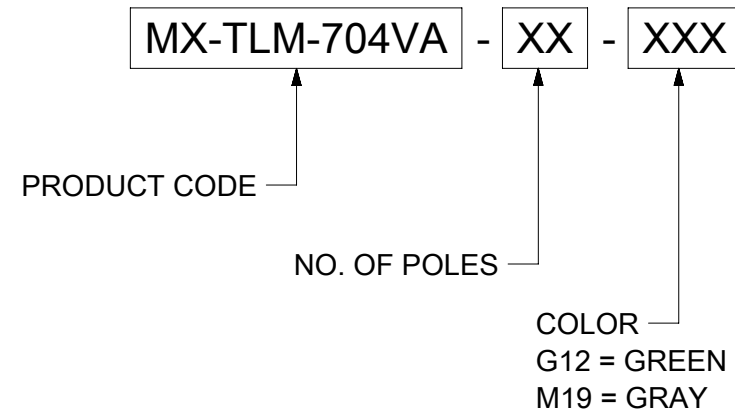 MX-TLM-704VA - XX - XXX
PRODUCT CODE
NO. OF POLES
COLOR
G12 = GREEN
M19 = GRAY